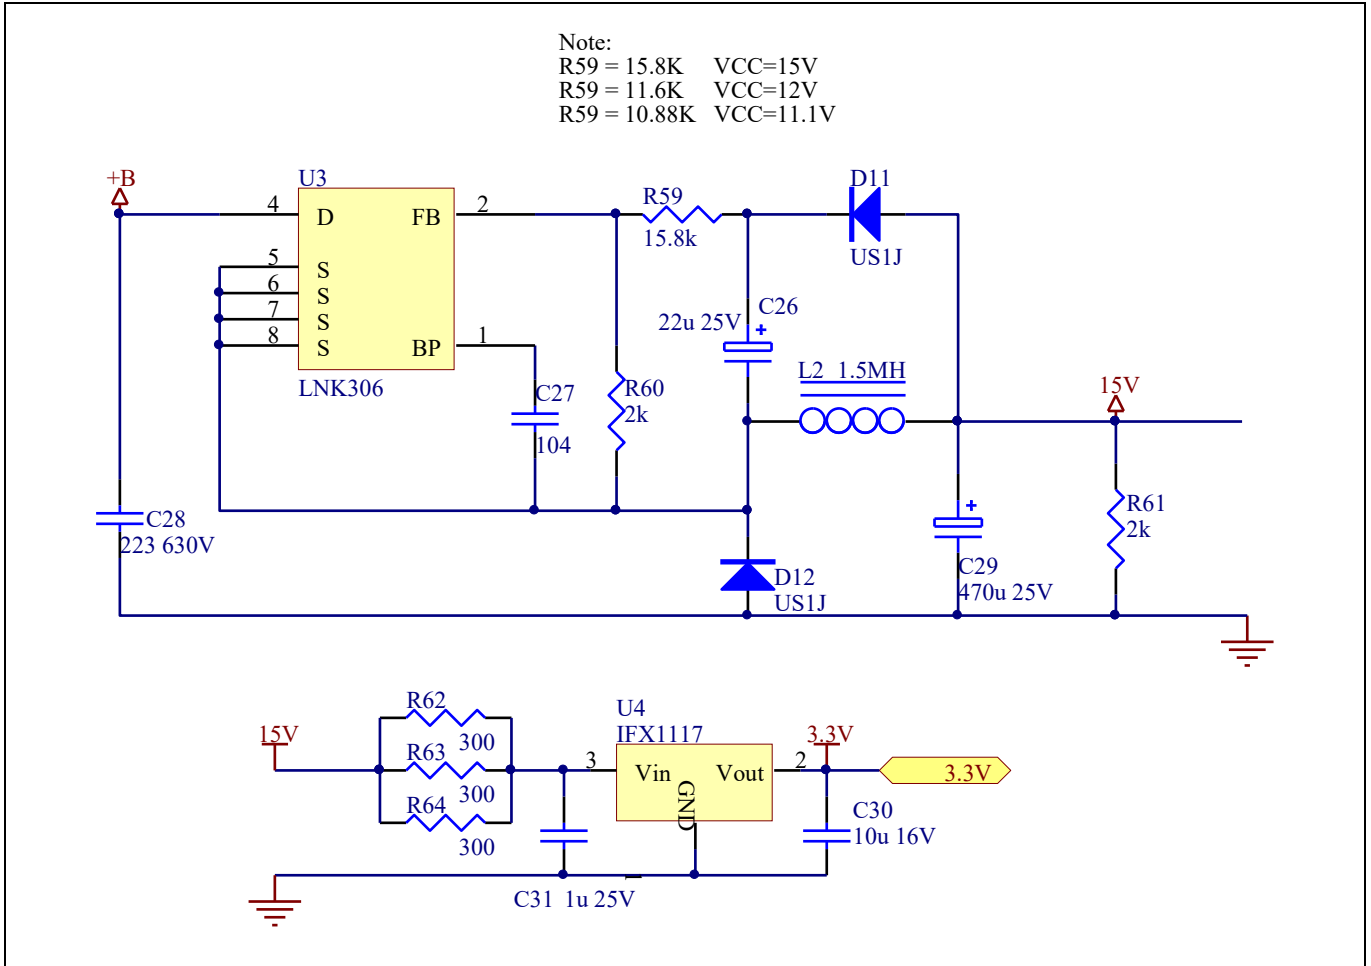 Note:
R59 = 15.8K VCC=15V
R59 = 11.6K VCC=12V
R59 = 10.88K VCC=11.1V
+B
U3
4
D
FB
2
5
S
6
S
7
S
8
S
BP
1
LNK306
R59
15.8k
D11
US1J
C26
22u 25V
+
L2 1.5MH
C27
104
R60
2k
15V
C28
223 630V
D12
US1J
+
C29
470u 25V
R61
2k
15V
R62
300
R63
300
R64
300
U4
IFX1117
3
Vin
Vout
GND
2
1
3.3V
3.3V
C30
10u 16V
C31 1u 25V